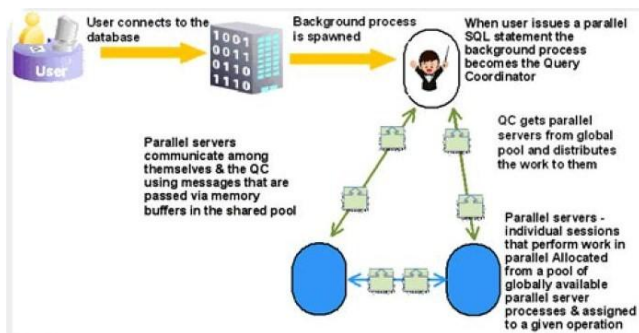 User connects to the
database
Background process
is spawned
When user issues a parallel
SQL statement the
background process
becomes the Query
Coordinator
User
1001
0011
0110
1110
QC gets parallel
servers from global
pool and distributes
the work to them
Parallel servers
communicate among
themselves & the QC
using messages that are
passed via memory
buffers in the shared pool
Parallel servers -
individual sessions
that perform work in
parallel Allocated
from a pool of
globally available
parallel server
processes & assigned
to a given operation